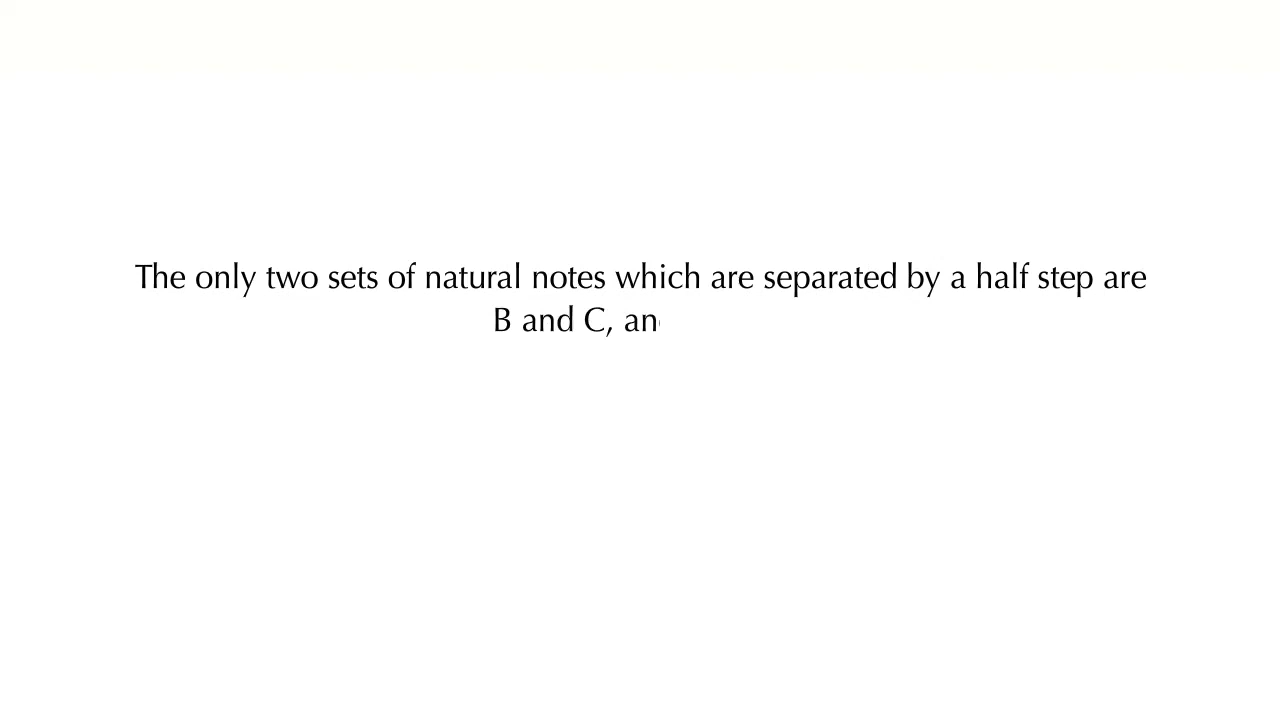 The only two sets of natural notes which are separated by a half step are
B and C, an